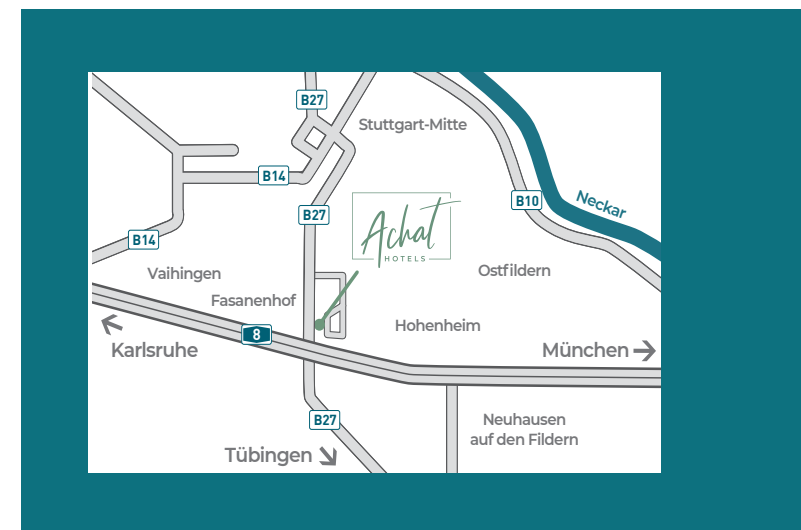 B27
Stuttgart-Mitte
B14
B27
B10
Neckar
Achat
HOTELS
B14
Vaihingen
Ostfildern
Fasanenhof
Hohenheim
8
Karlsruhe
München
B27
Neuhausen
auf den Fildern
Tübingen